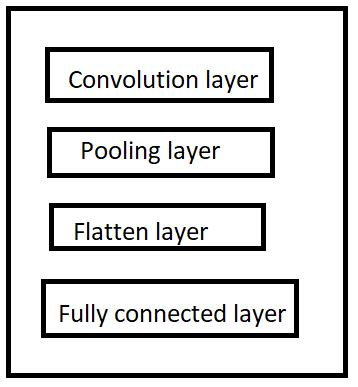 Convolution layer
Pooling layer
Flatten layer
Fully connected layer